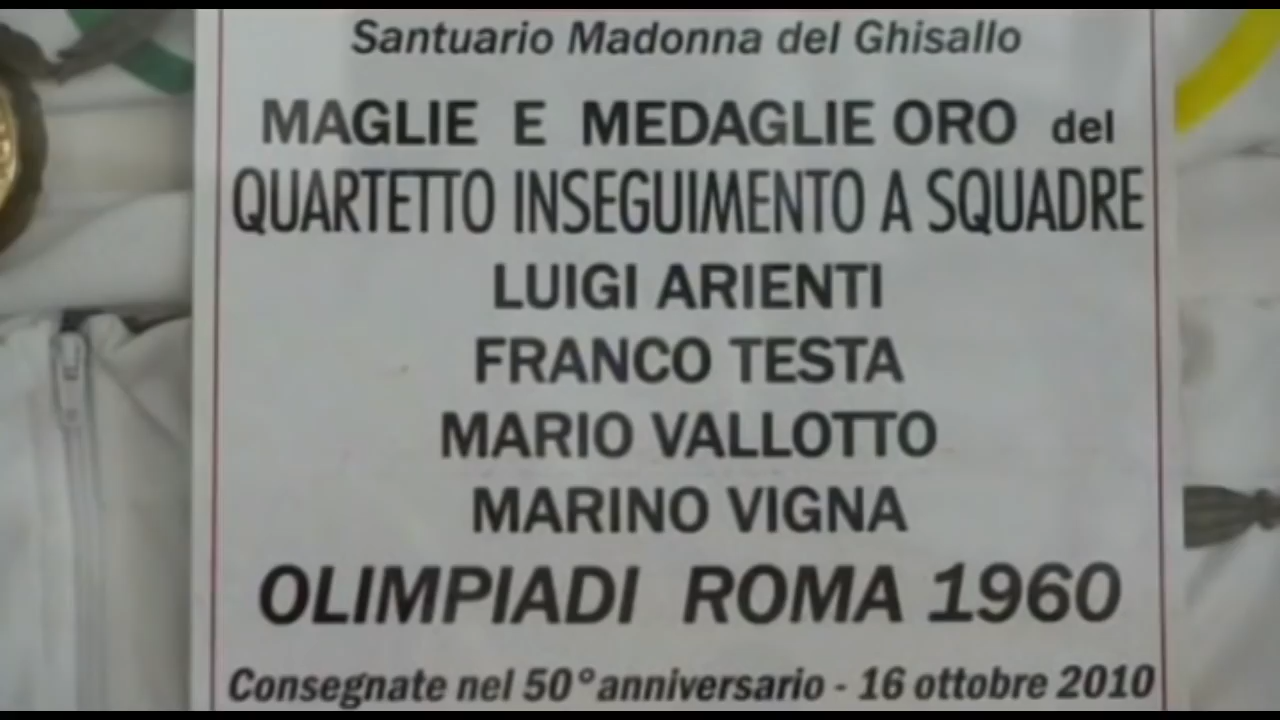 Santuario Madonna del Ghisallo
MAGLIE E MEDAGLIE ORO del
QUARTETTO INSEGUIMENTO A SQUADRE
LUIGI ARIENTI
FRANCO TESTA
MARIO VALLOTTO
MARINO VIGNA
OLIMPIADI ROMA 1960
Consegnate nel 50° anniversario - 16 ottobre 2010